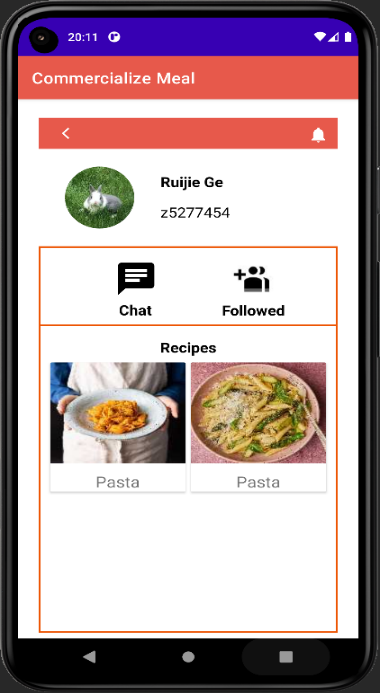 20:11
Commercialize Meal
Ruijie Ge
z5277454
Chat Followed
Recipes
Pasta Pasta